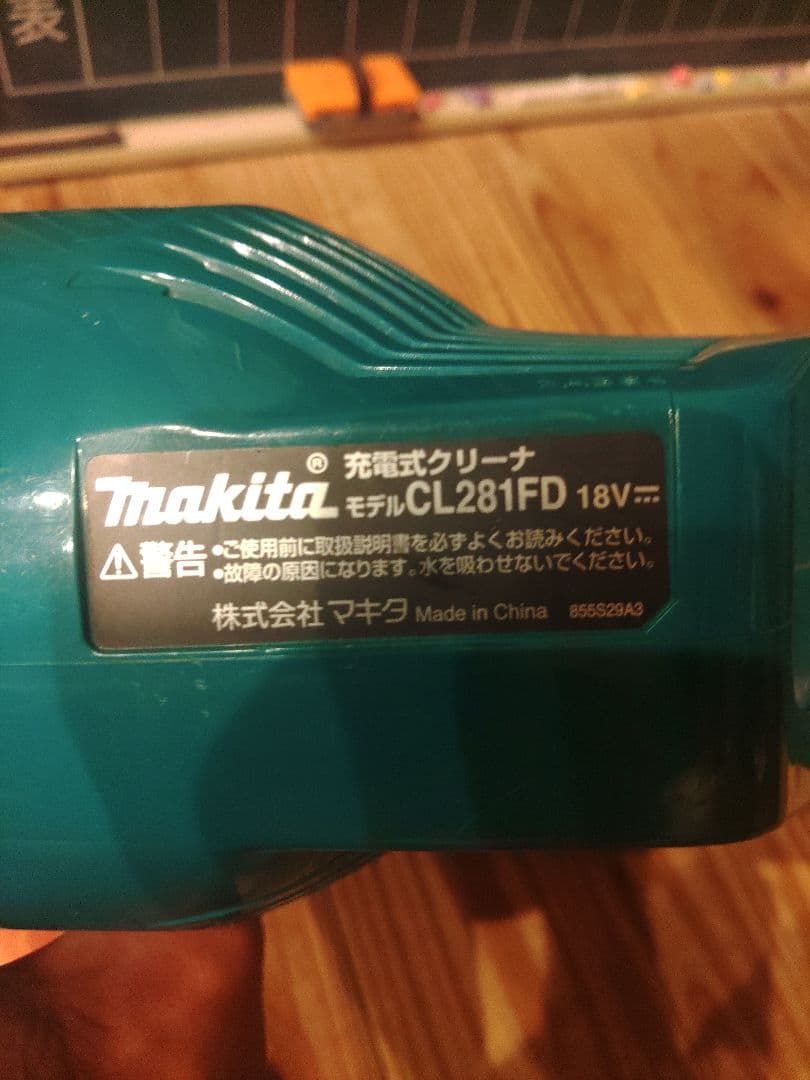 表
makita® 充電式クリーナ
モデルCL281FD 18V⎓
⚠警告 •ご使用前に取扱説明書を必ずよくお読みください。
•故障の原因になります。水を吸わせないでください。
株式会社マキタ Made in China 855S29A3